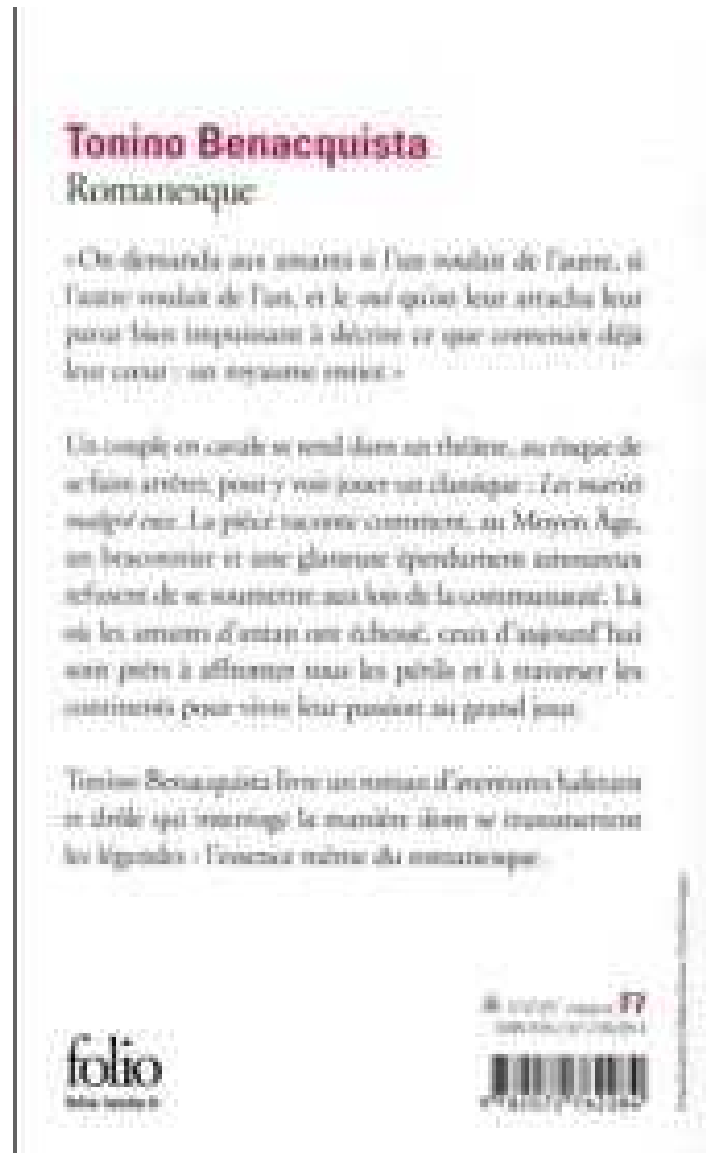 Tonino Benacquista
Romanesque
« On demanda aux amants si l'un voulait de l'autre, si
l'autre voulait de l'un, et le oui qu'on leur arracha leur
parut bien impuissant à décrire ce que contenait déjà
leur cœur : un royaume entier. »
Un couple en cavale se rend dans un théâtre, au risque de
se faire arrêter, pour y voir jouer un classique : Les mariés
malgré eux. La pièce raconte comment, au Moyen Âge,
un braconnier et une glaneuse éperdument amoureux
refusent de se soumettre aux lois de la communauté. Là
où les amants d'antan ont échoué, ceux d'aujourd'hui
sont prêts à affronter tous les périls et à traverser les
continents pour vivre leur passion au grand jour.
Tonino Benacquista livre un roman d'aventures haletant
et drôle qui interroge la manière dont se transmettent
les légendes : l'essence même du romanesque.
F7
folio